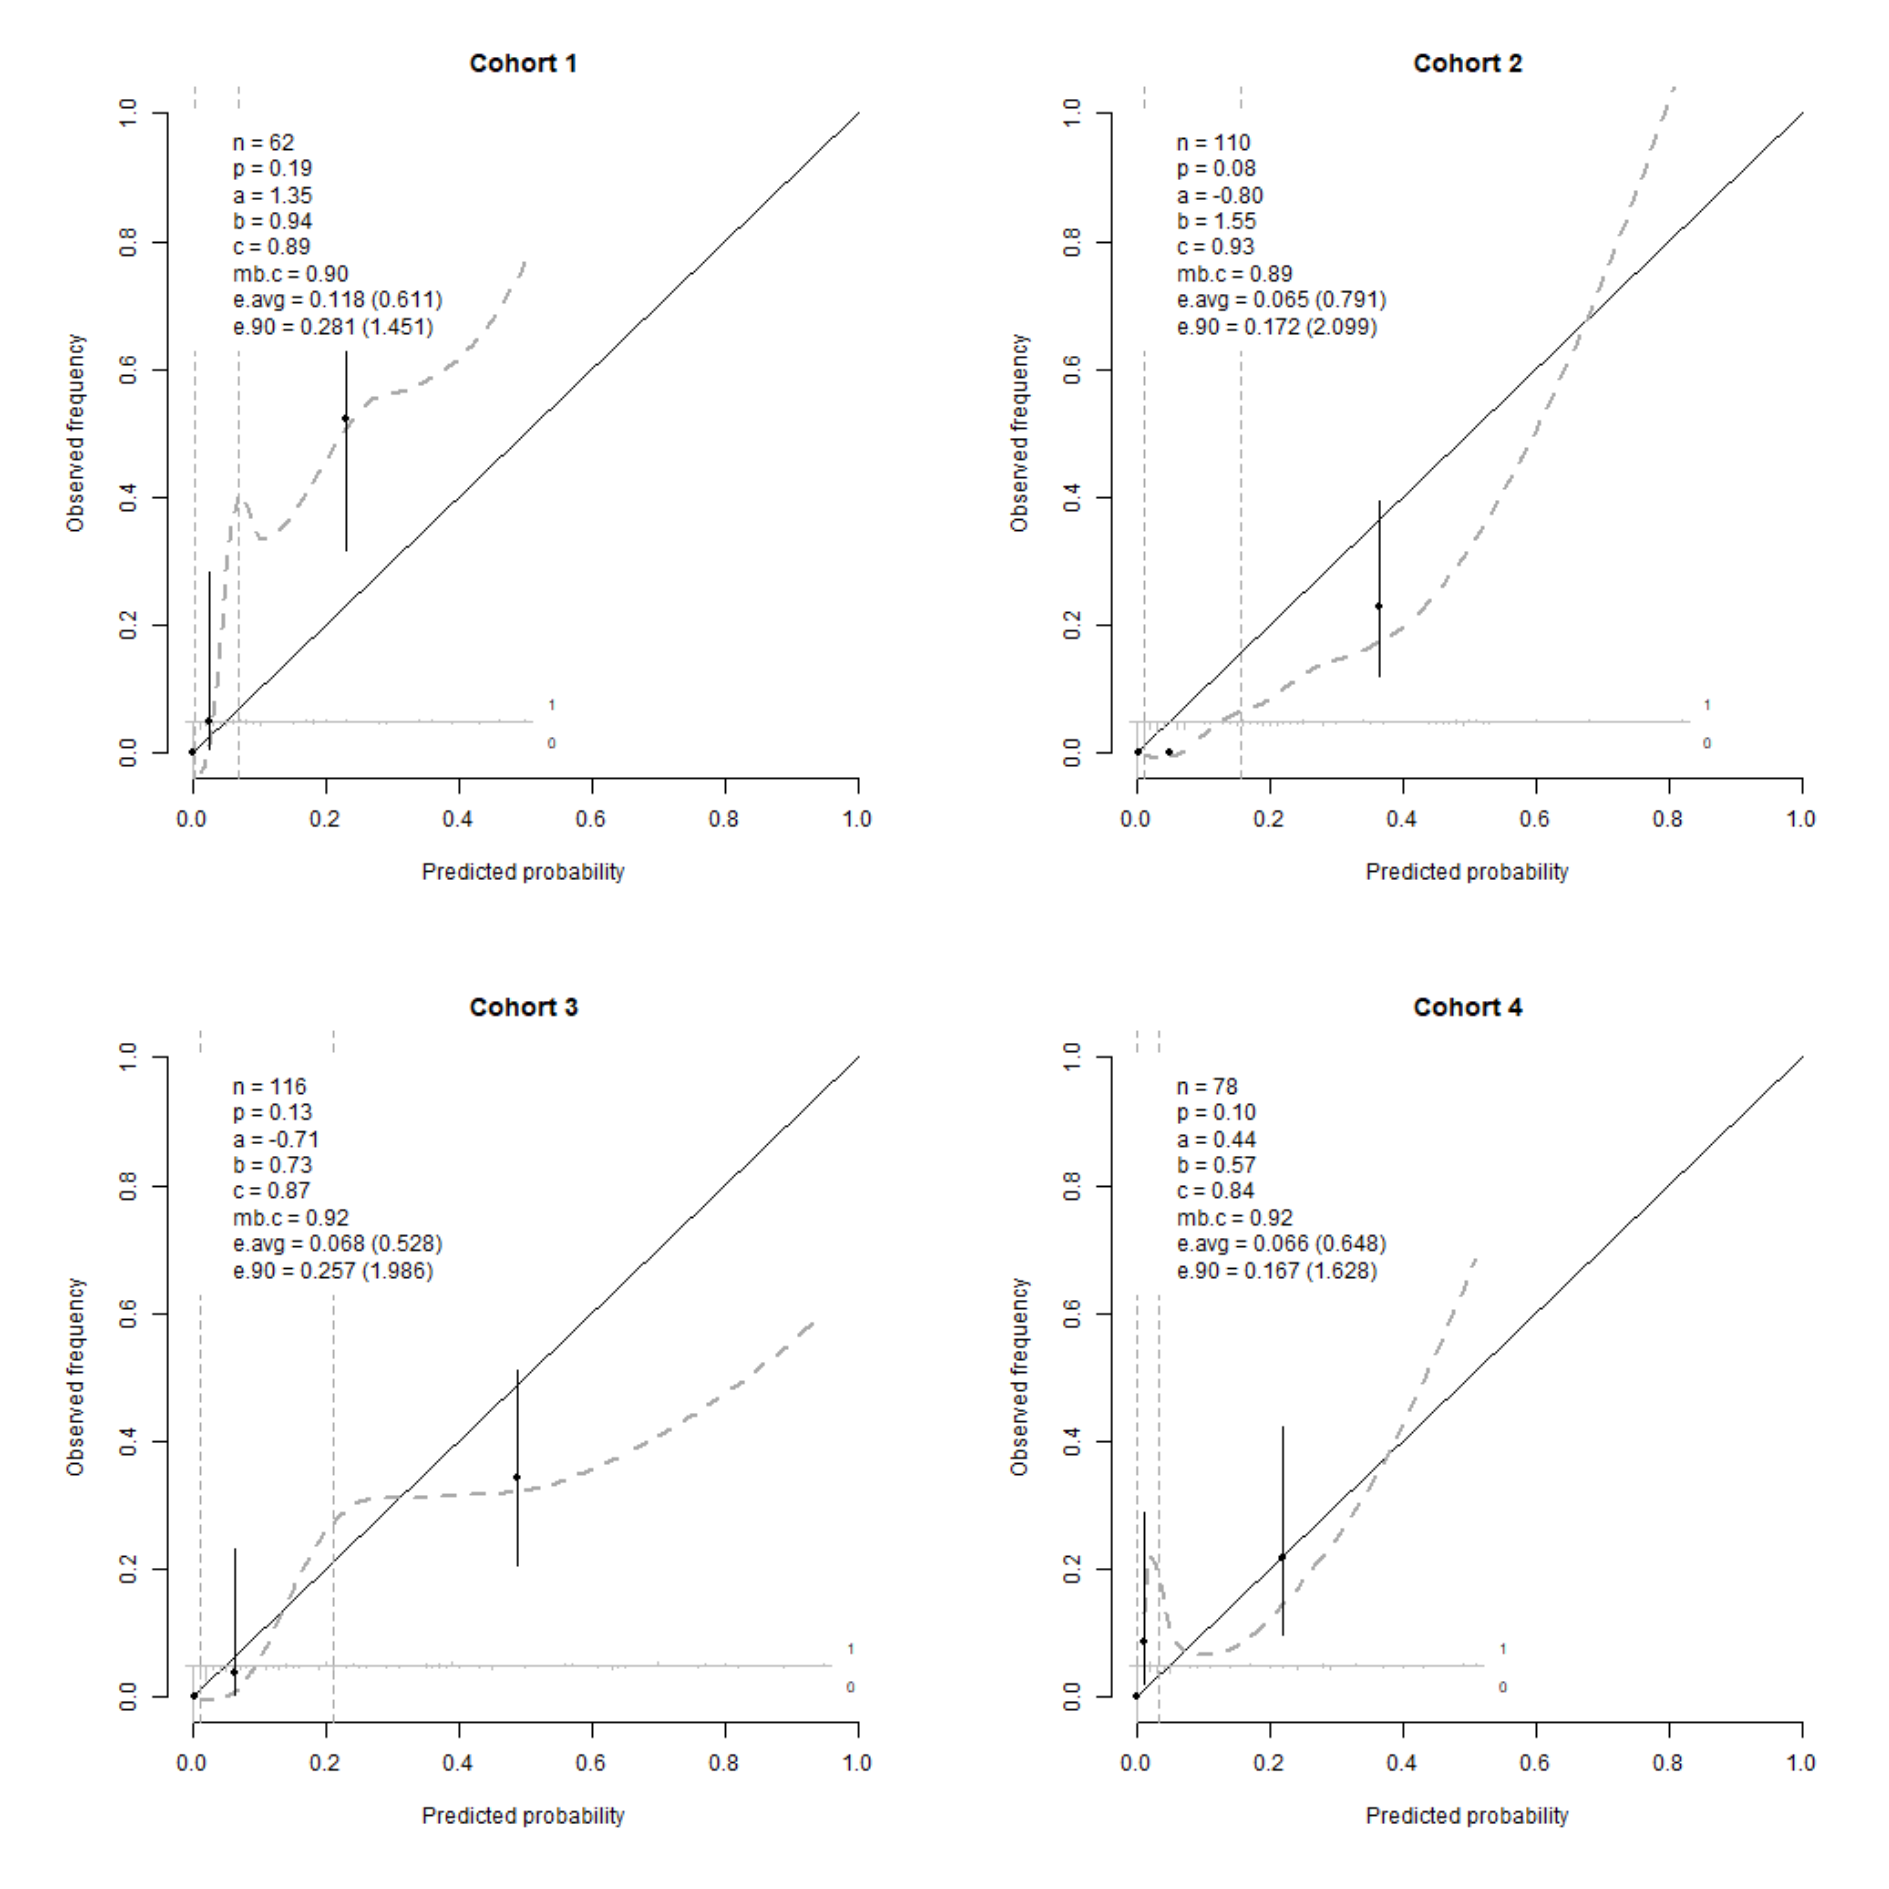 Cohort 1
n = 62
p = 0.19
a = 1.35
b = 0.94
c = 0.89
mb.c = 0.90
e.avg = 0.118 (0.611)
e.90 = 0.281 (1.451)
Observed frequency
0.0 0.2 0.4 0.6 0.8 1.0
1
0
0.0 0.2 0.4 0.6 0.8 1.0
Predicted probability
Cohort 2
n = 110
p = 0.08
a = -0.80
b = 1.55
c = 0.93
mb.c = 0.89
e.avg = 0.065 (0.791)
e.90 = 0.172 (2.099)
Observed frequency
0.0 0.2 0.4 0.6 0.8 1.0
1
0
0.0 0.2 0.4 0.6 0.8 1.0
Predicted probability
Cohort 3
n = 116
p = 0.13
a = -0.71
b = 0.73
c = 0.87
mb.c = 0.92
e.avg = 0.068 (0.528)
e.90 = 0.257 (1.986)
Observed frequency
0.0 0.2 0.4 0.6 0.8 1.0
1
0
0.0 0.2 0.4 0.6 0.8 1.0
Predicted probability
Cohort 4
n = 78
p = 0.10
a = 0.44
b = 0.57
c = 0.84
mb.c = 0.92
e.avg = 0.066 (0.648)
e.90 = 0.167 (1.628)
Observed frequency
0.0 0.2 0.4 0.6 0.8 1.0
1
0
0.0 0.2 0.4 0.6 0.8 1.0
Predicted probability